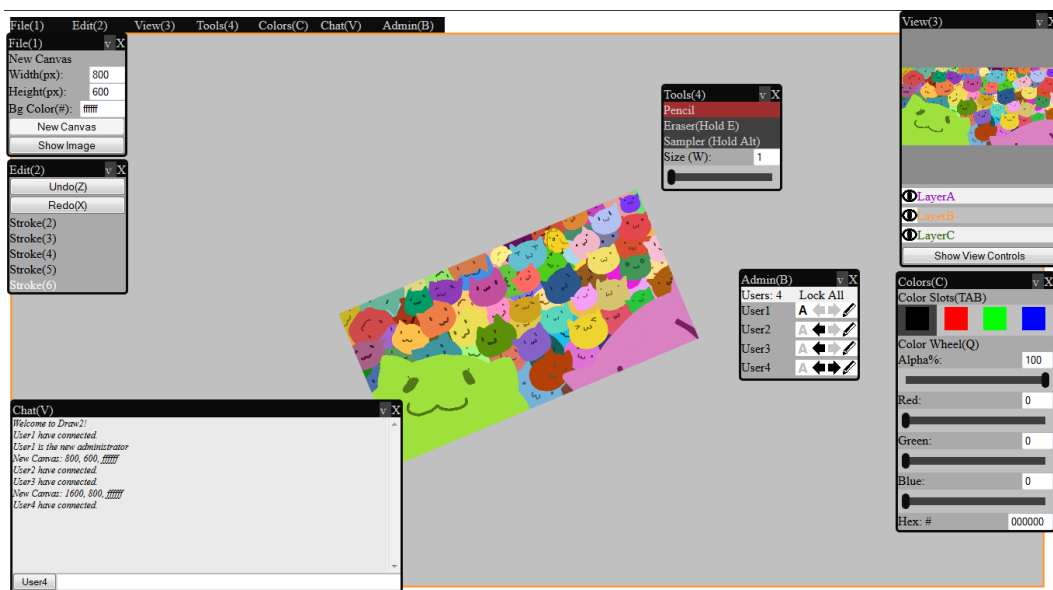 File(1) Edit(2) View(3) Tools(4) Colors(C) Chat(V) Admin(B)
File(1) v X
New Canvas
Width(px): 800
Height(px): 600
Bg Color(#): ffffff
New Canvas
Show Image
Edit(2) v X
Undo(Z)
Redo(X)
Stroke(2)
Stroke(3)
Stroke(4)
Stroke(5)
Stroke(6)
Tools(4) v X
Pencil
Eraser(Hold E)
Sampler (Hold Alt)
Size (W): 1
View(3) v X
LayerA
LayerB
LayerC
Show View Controls
Admin(B) v X
Users: 4 Lock All
User1 A
User2 A
User3 A
User4 A
Colors(C) v X
Color Slots(TAB)
Color Wheel(Q)
Alpha%: 100
Red: 0
Green: 0
Blue: 0
Hex: # 000000
Chat(V) v X
Welcome to Draw2!
User1 have connected.
User1 is the new administrator
New Canvas: 800, 600, ffffff
User2 have connected.
User3 have connected.
New Canvas: 1600, 800, ffffff
User4 have connected.
User4